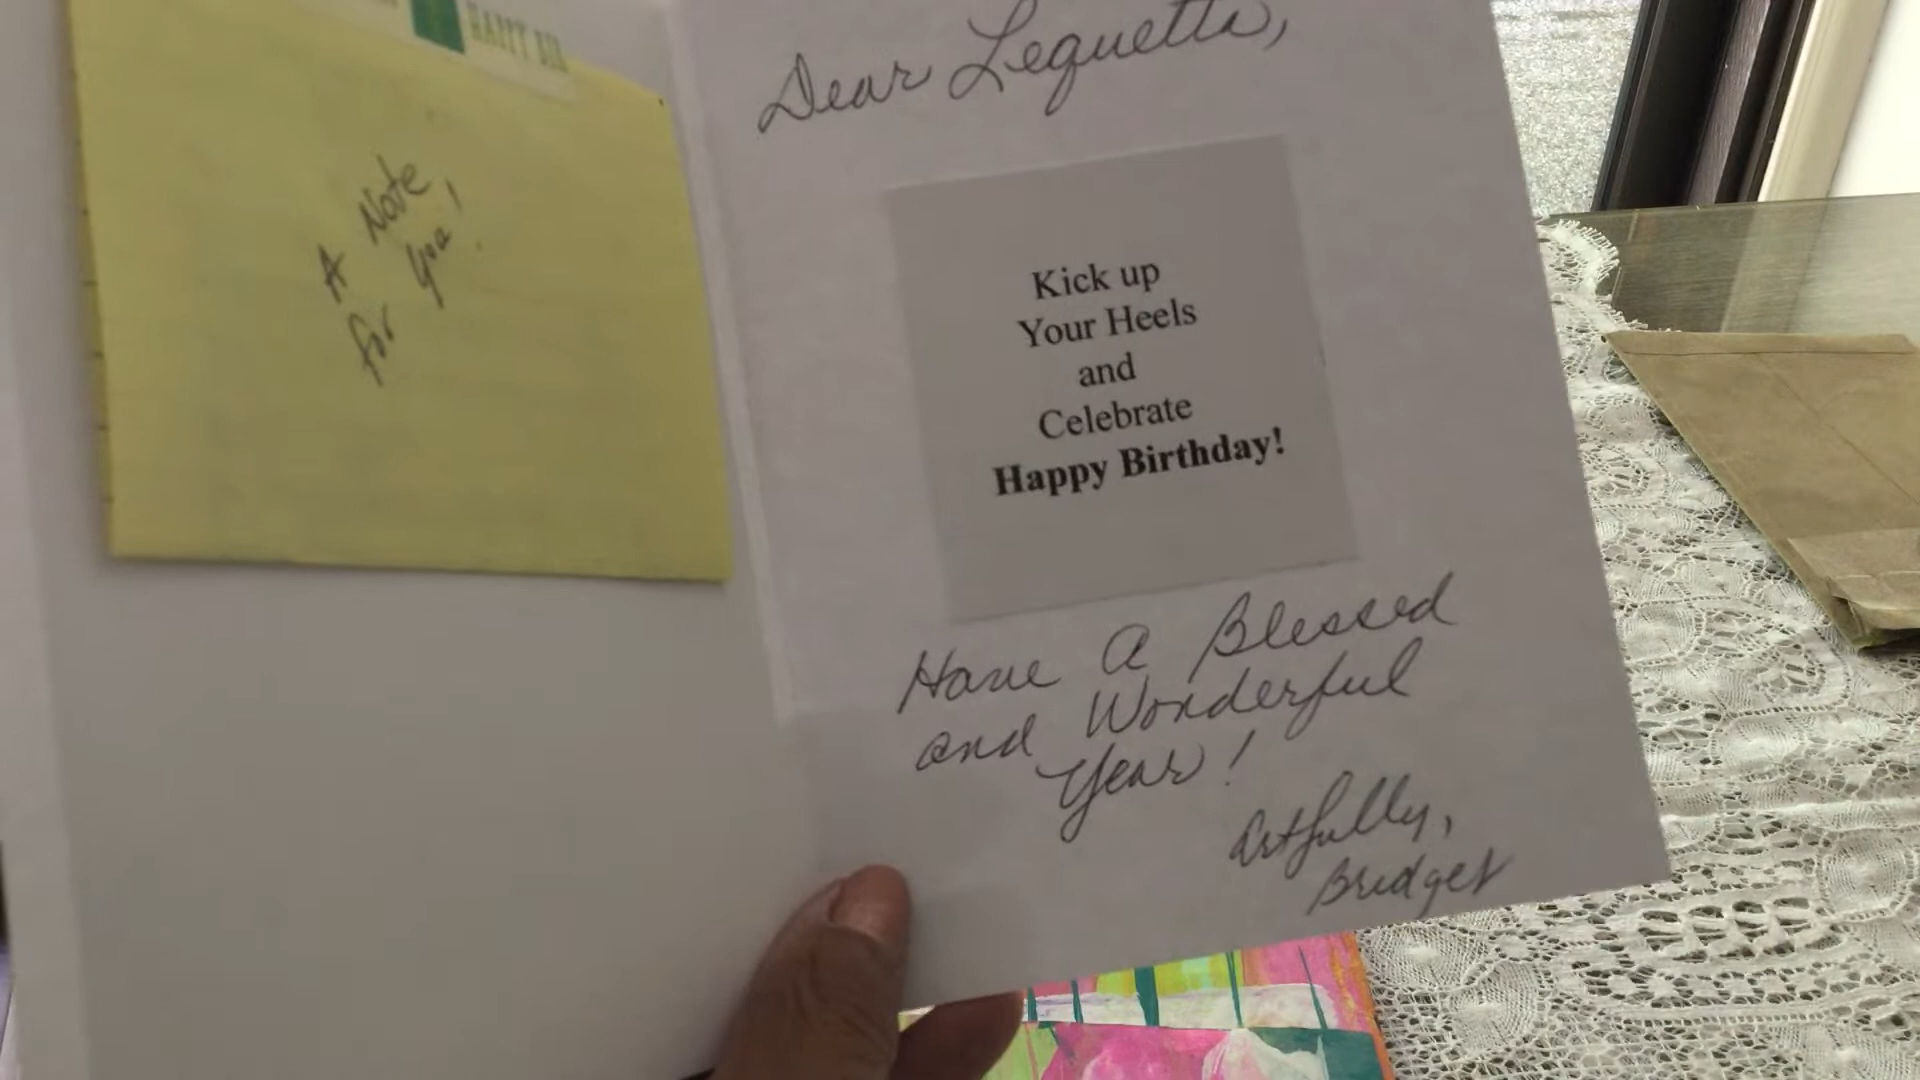 HAPPY
A Note
for you!
Dear Lequetta,
Kick up
Your Heels
and
Celebrate
Happy Birthday!
Have A Blessed
and Wonderful
Year!
Artfully,
Bridget